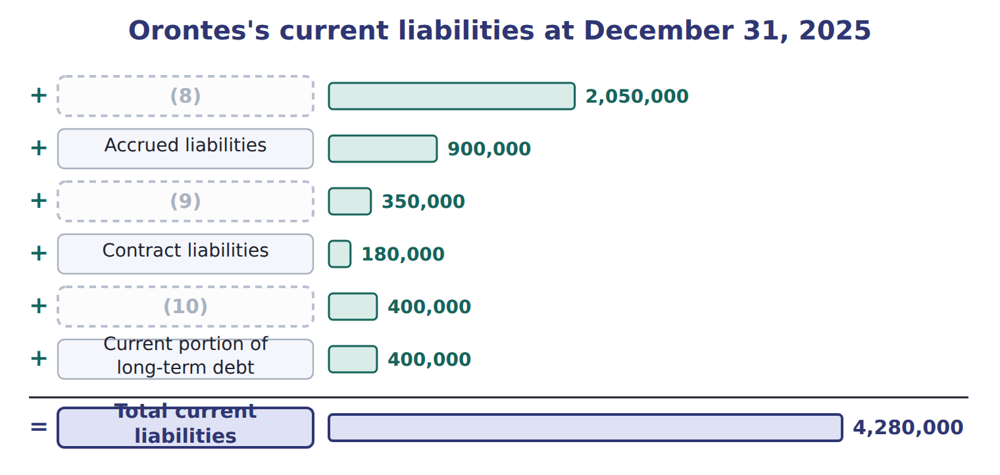 Orontes's current liabilities at December 31, 2025
+ (8) 2,050,000
+ Accrued liabilities 900,000
+ (9) 350,000
+ Contract liabilities 180,000
+ (10) 400,000
+ Current portion of
long-term debt 400,000
= Total current
liabilities 4,280,000